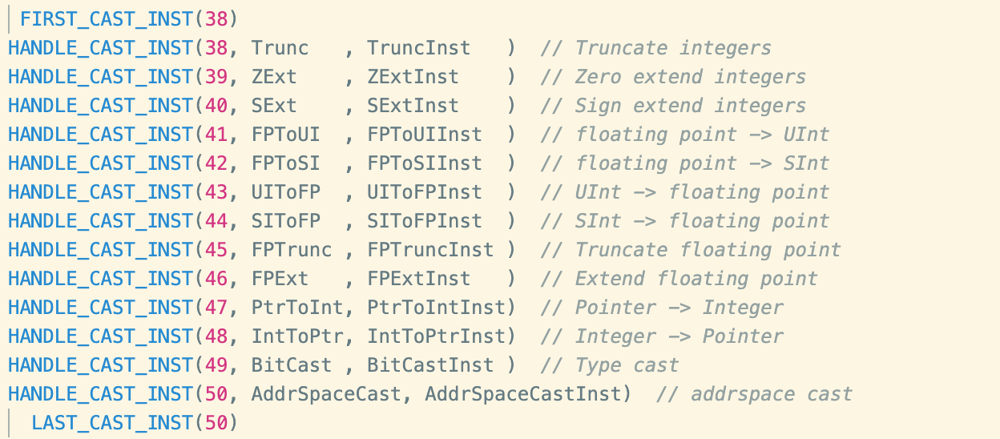 FIRST_CAST_INST(38)
HANDLE_CAST_INST(38, Trunc   , TruncInst   )  // Truncate integers
HANDLE_CAST_INST(39, ZExt    , ZExtInst    )  // Zero extend integers
HANDLE_CAST_INST(40, SExt    , SExtInst    )  // Sign extend integers
HANDLE_CAST_INST(41, FPToUI  , FPToUIInst  )  // floating point -> UInt
HANDLE_CAST_INST(42, FPToSI  , FPToSIInst  )  // floating point -> SInt
HANDLE_CAST_INST(43, UIToFP  , UIToFPInst  )  // UInt -> floating point
HANDLE_CAST_INST(44, SIToFP  , SIToFPInst  )  // SInt -> floating point
HANDLE_CAST_INST(45, FPTrunc , FPTruncInst )  // Truncate floating point
HANDLE_CAST_INST(46, FPExt   , FPExtInst   )  // Extend floating point
HANDLE_CAST_INST(47, PtrToInt, PtrToIntInst)  // Pointer -> Integer
HANDLE_CAST_INST(48, IntToPtr, IntToPtrInst)  // Integer -> Pointer
HANDLE_CAST_INST(49, BitCast , BitCastInst )  // Type cast
HANDLE_CAST_INST(50, AddrSpaceCast, AddrSpaceCastInst)  // addrspace cast
LAST_CAST_INST(50)